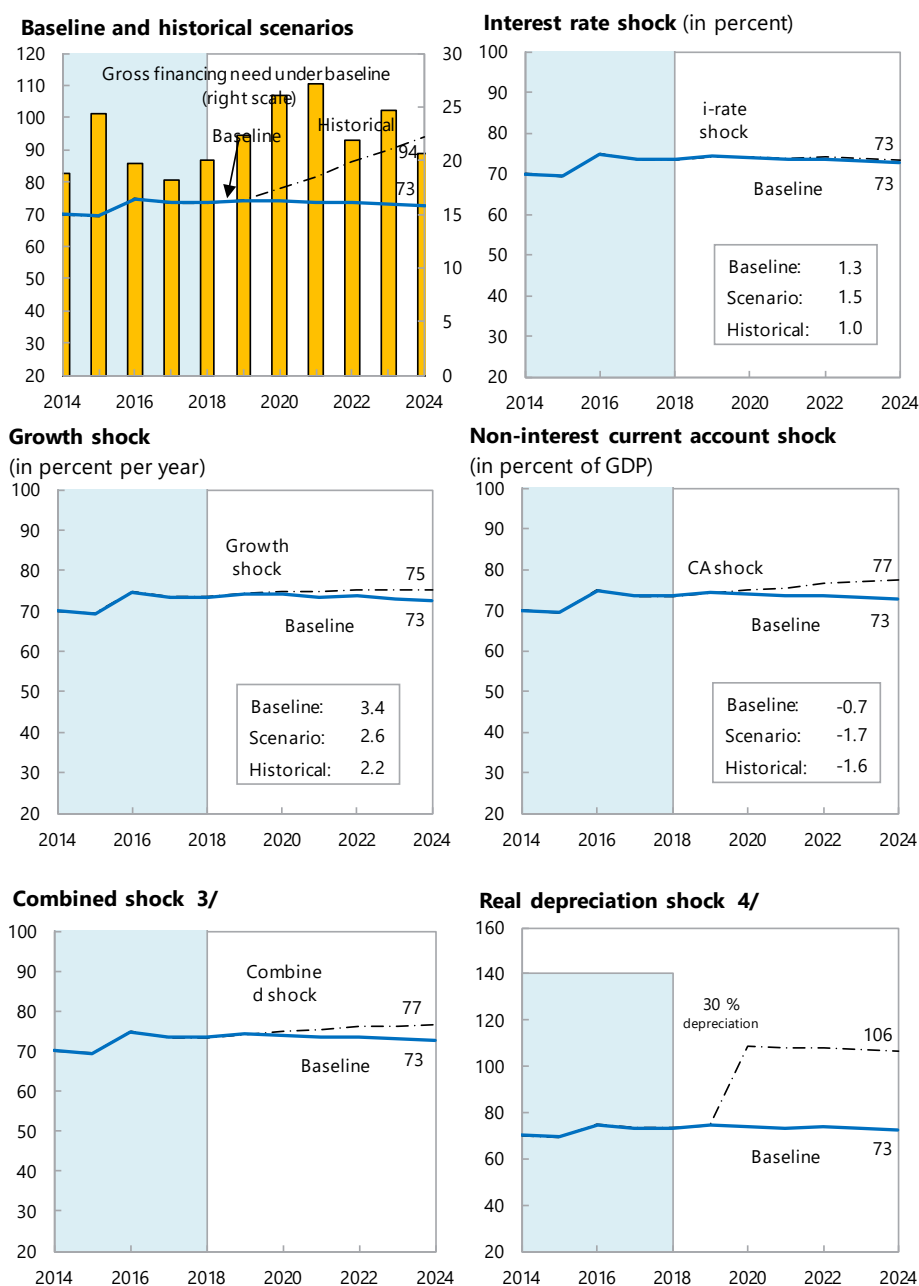 Baseline and historical scenarios
120
110
100
90
80
70
60
50
40
30
20
30
25
20
15
10
5
0
Gross financing need under baseline
(right scale)
Baseline
Historical
94
73
2014 2016 2018 2020 2022 2024
Interest rate shock (in percent)
100
90
80
70
60
50
40
30
20
i-rate
shock
73
Baseline
73
Baseline: 1.3
Scenario: 1.5
Historical: 1.0
2014 2016 2018 2020 2022 2024
Growth shock
(in percent per year)
100
90
80
70
60
50
40
30
20
Growth
shock
75
Baseline
73
Baseline: 3.4
Scenario: 2.6
Historical: 2.2
2014 2016 2018 2020 2022 2024
Non-interest current account shock
(in percent of GDP)
100
90
80
70
60
50
40
30
20
CA shock
77
Baseline
73
Baseline: -0.7
Scenario: -1.7
Historical: -1.6
2014 2016 2018 2020 2022 2024
Combined shock 3/
100
90
80
70
60
50
40
30
20
Combine
d shock
77
Baseline
73
2014 2016 2018 2020 2022 2024
Real depreciation shock 4/
160
140
120
100
80
60
40
20
30 %
depreciation
106
Baseline
73
2014 2016 2018 2020 2022 2024